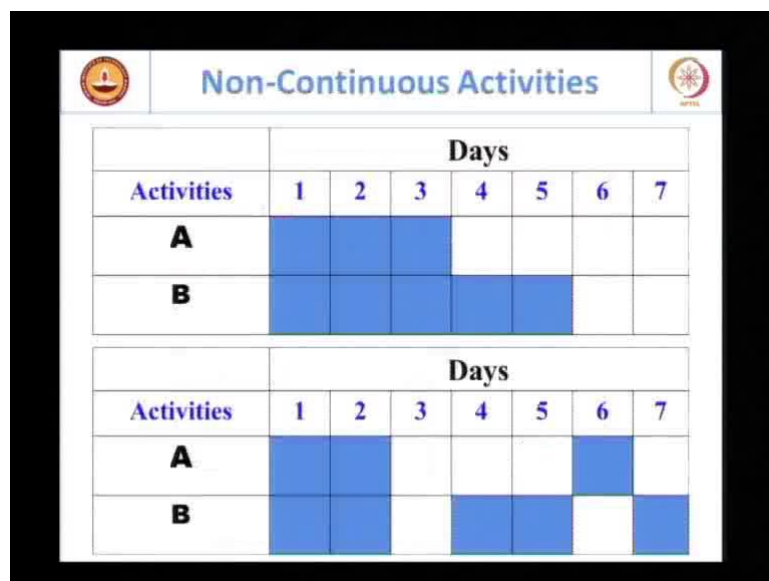 Non-Continuous Activities
NPTEL
Days
Activities 1 2 3 4 5 6 7
A
B
Days
Activities 1 2 3 4 5 6 7
A
B